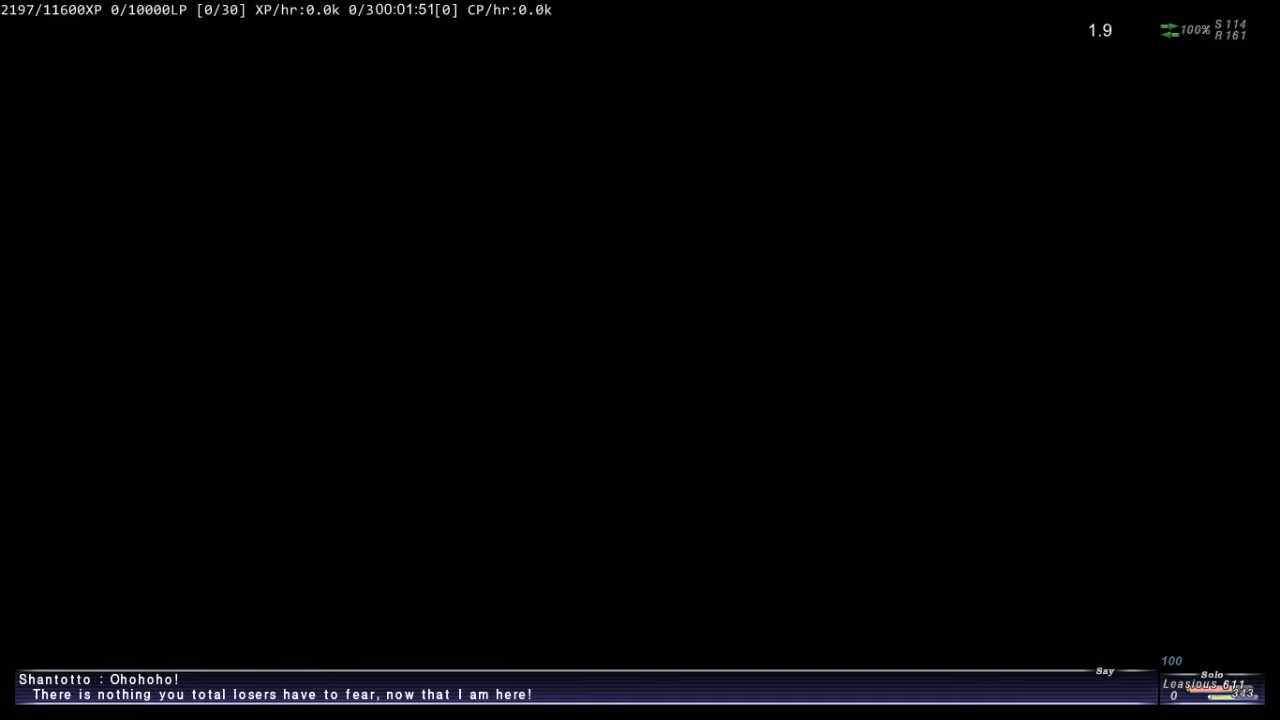 2197/11600XP 0/10000LP [0/30] XP/hr:0.0k 0/300:01:51[0] CP/hr:0.0k
1.9
100% S 114
R 161
100
Say
Solo
Shantotto : Ohohoho!
There is nothing you total losers have to fear, now that I am here!
Leasious 611
0 343